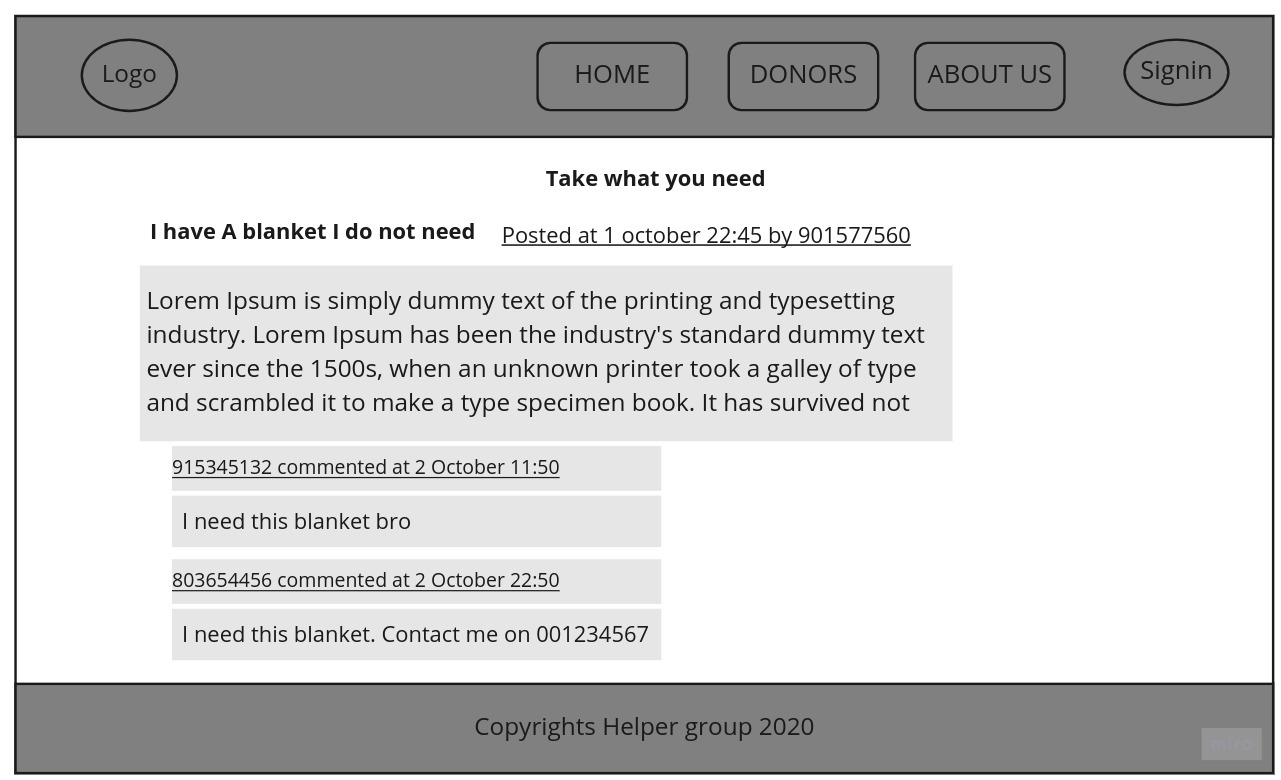 Logo
HOME
DONORS
ABOUT US
Signin
Take what you need
I have A blanket I do not need
Posted at 1 october 22:45 by 901577560
Lorem Ipsum is simply dummy text of the printing and typesetting
industry. Lorem Ipsum has been the industry's standard dummy text
ever since the 1500s, when an unknown printer took a galley of type
and scrambled it to make a type specimen book. It has survived not
915345132 commented at 2 October 11:50
I need this blanket bro
803654456 commented at 2 October 22:50
I need this blanket. Contact me on 001234567
Copyrights Helper group 2020
miro